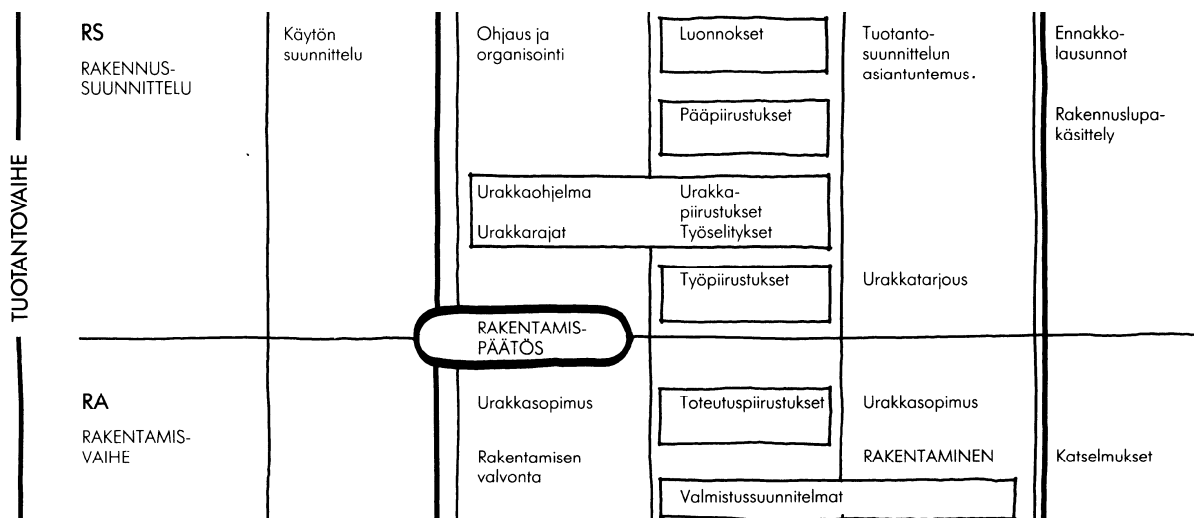 TUOTANTOVAIHE
RS
RAKENNUS-
SUUNNITTELU
Käytön
suunnittelu
Ohjaus ja
organisointi
Luonnokset
Tuotanto-
suunnittelun
asiantuntemus.
Ennakko-
lausunnot
Pääpiirustukset
Rakennuslupa-
käsittely
Urakkaohjelma
Urakkarajat
Urakka-
piirustukset
Työselitykset
Työpiirustukset
Urakkatarjous
RAKENTAMIS-
PÄÄTÖS
RA
RAKENTAMIS-
VAIHE
Urakkasopimus
Toteutuspiirustukset
Urakkasopimus
Rakentamisen
valvonta
RAKENTAMINEN
Katselmukset
Valmistussuunnitelmat